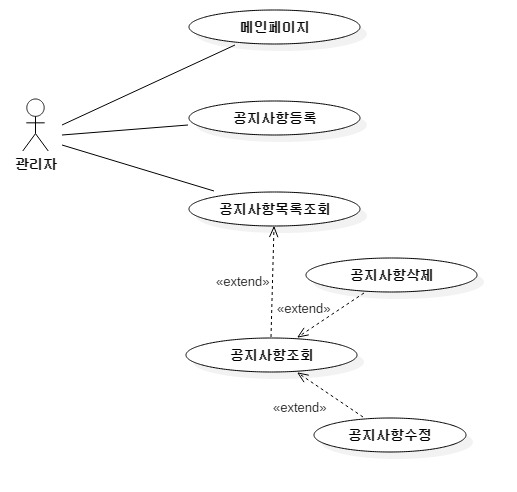 메인페이지
공지사항등록
관리자
공지사항목록조회
공지사항삭제
«extend»
«extend»
공지사항조회
«extend»
공지사항수정